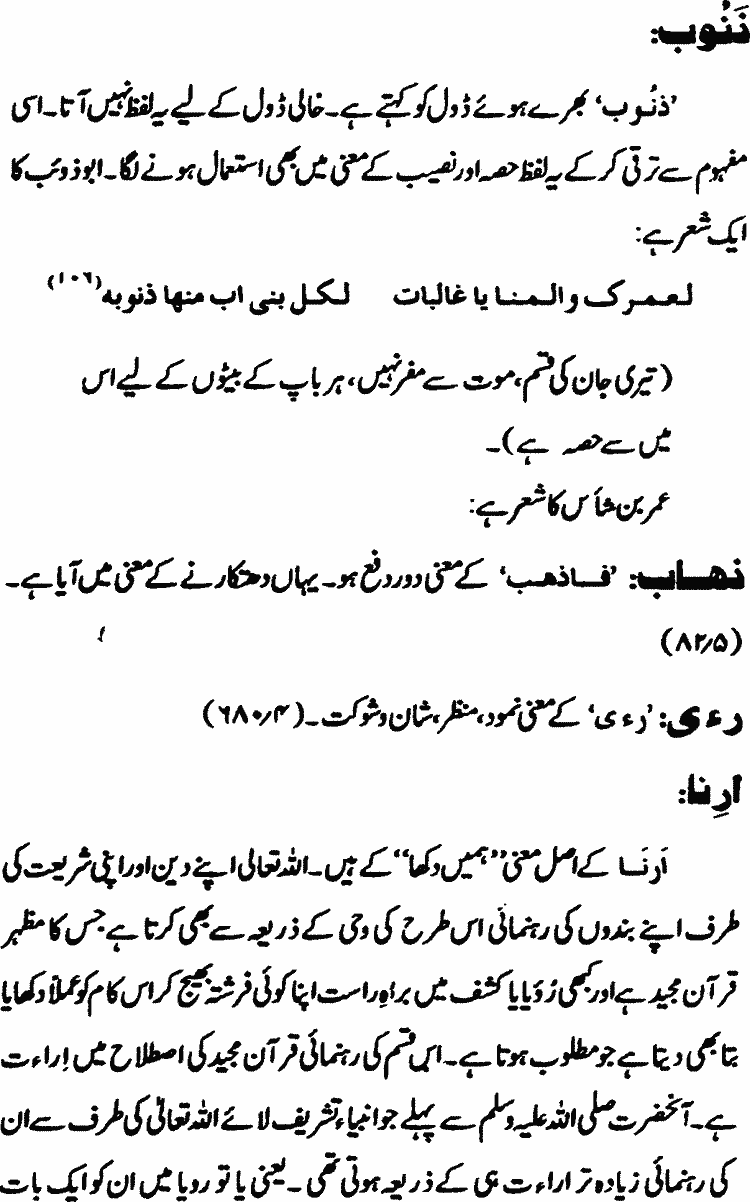 ذَنُوب:
’ذنُوب‘ بھرے ہوئے ڈول کو کہتے ہے۔ خالی ڈول کے لیے یہ لفظ نہیں آتا۔ اسی
مفہوم سے ترقی کر کے یہ لفظ حصہ اور نصیب کے معنی میں بھی استعمال ہونے لگا۔ ابو ذوئب کا
ایک شعر ہے:
لعمرک والمنایا غالبات لکل بنی اب منها ذنوبه(۱۰۶)
(تیری جان کی قسم، موت سے مفر نہیں، ہر باپ کے بیٹوں کے لیے اس
میں سے حصہ ہے)۔
عمر بن شأس کا شعر ہے:
ذهاب: ’فاذهب‘ کے معنی دور دفع ہو۔ یہاں دھتکارنے کے معنی میں آیا ہے۔
(۸۲/۵)
رءی: ’رءی‘ کے معنی نمود، منظر، شان و شوکت۔ (۶۸۰/۴)
اَرِنا:
اَرِنَا کے اصل معنی ’’ہمیں دکھا‘‘ کے ہیں۔ اللہ تعالی اپنے دین اور اپنی شریعت کی
طرف اپنے بندوں کی رہنمائی اس طرح کی وحی کے ذریعہ سے بھی کرتا ہے جس کا مظہر
قرآن مجید ہے اور کبھی رُویا یا کشف میں براہِ راست اپنا کوئی فرشتہ بھیج کر اس کام کو عملاً دکھایا
بتا بھی دیتا ہے جو مطلوب ہوتا ہے۔ اس قسم کی رہنمائی قرآن مجید کی اصطلاح میں اِراءت
ہے۔ آنحضرت صلی اللہ علیہ وسلم سے پہلے جو انبیاء تشریف لائے اللہ تعالیٰ کی طرف سے ان
کی رہنمائی زیادہ تر اراءت ہی کے ذریعہ ہوتی تھی۔ یعنی یا تو رویا میں ان کو ایک بات